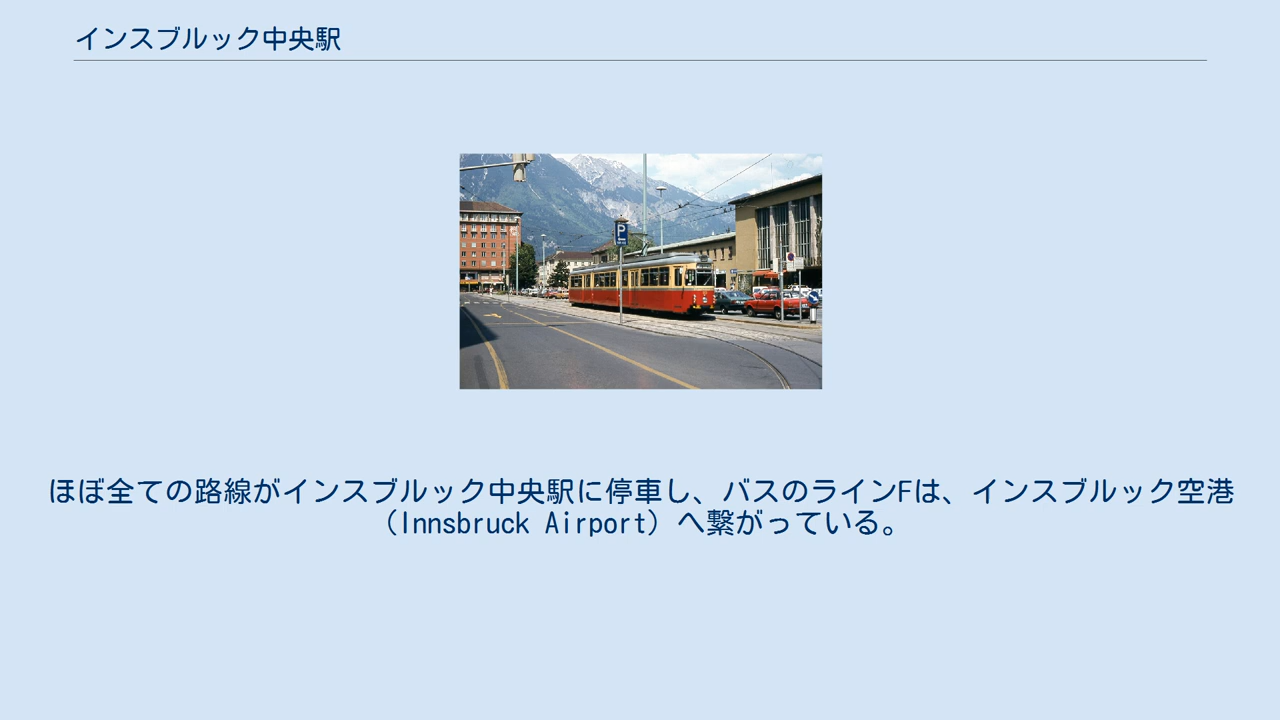 インスブルック中央駅
P
ほぼ全ての路線がインスブルック中央駅に停車し、バスのラインFは、インスブルック空港
（Innsbruck Airport）へ繋がっている。